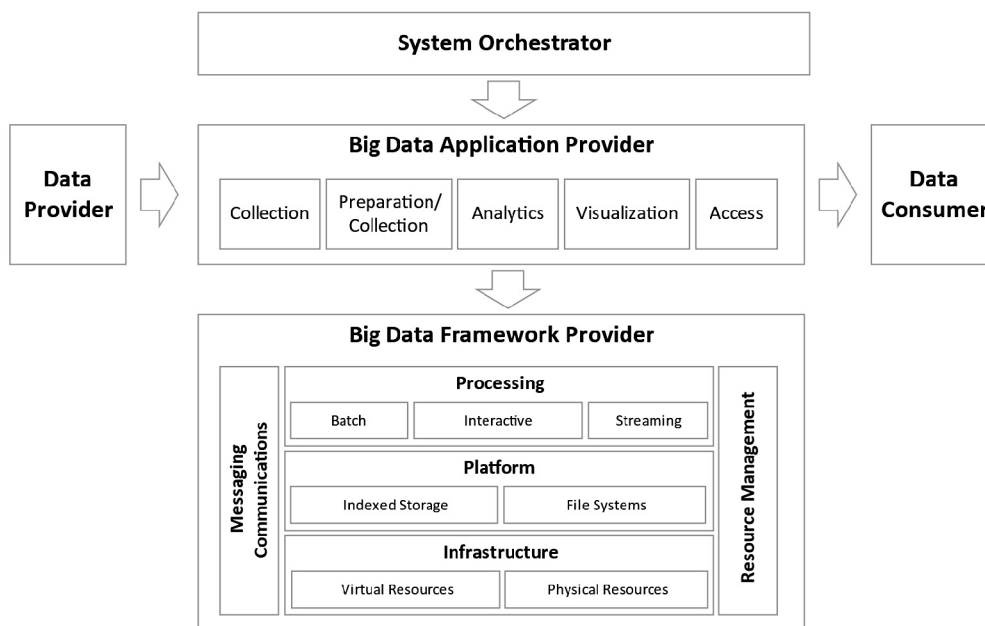 System Orchestrator
Data
Provider
Big Data Application Provider
Collection
Preparation/
Collection
Analytics
Visualization
Access
Data
Consumer
Big Data Framework Provider
Messaging
Communications
Processing
Batch
Interactive
Streaming
Platform
Indexed Storage
File Systems
Infrastructure
Virtual Resources
Physical Resources
Resource Management